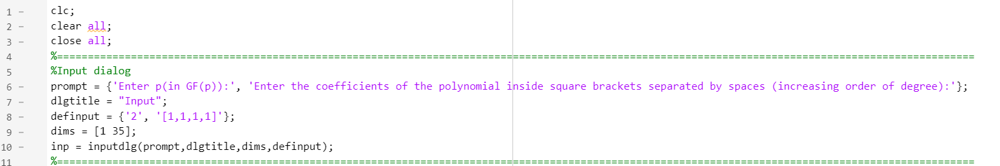 1 - clc;
2 - clear all;
3 - close all;
4 %=====================================================================================================================================================
5 %Input dialog
6 - prompt = {'Enter p(in GF(p)):', 'Enter the coefficients of the polynomial inside square brackets separated by spaces (increasing order of degree):'};
7 - dlgtitle = "Input";
8 - definput = {'2', '[1,1,1,1]'};
9 - dims = [1 35];
10 - inp = inputdlg(prompt,dlgtitle,dims,definput);
11 %=====================================================================================================================================================